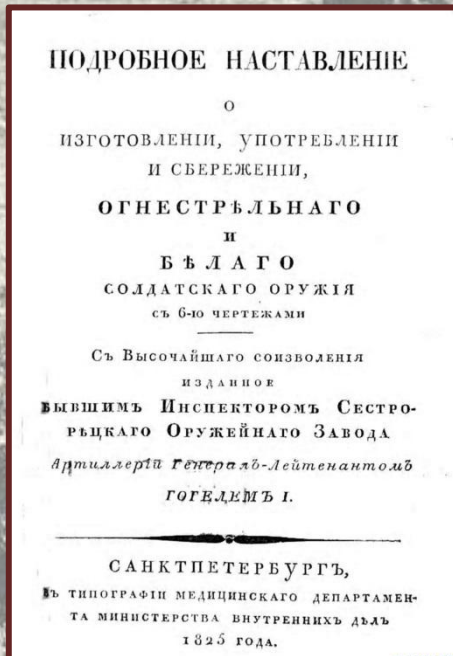 ПОДРОБНОЕ НАСТАВЛЕНІЕ
О
ИЗГОТОВЛЕНІИ, УПОТРЕБЛЕНІИ
И СБЕРЕЖЕНІИ,
ОГНЕСТРѢЛЬНАГО
И
БѢЛАГО
СОЛДАТСКАГО ОРУЖІЯ
СЪ 6-Ю ЧЕРТЕЖАМИ
Съ Высочайшаго соизволенія
изданное
Бывшимъ Инспекторомъ Сестро-
рѣцкаго Оружейнаго Завода
Артиллеріи Генералъ-Лейтенантомъ
ГОГЕЛЕМЪ I.
САНКТПЕТЕРБУРГЪ,
ВЪ ТИПОГРАФІИ МЕДИЦИНСКАГО ДЕПАРТАМЕН-
ТА МИНИСТЕРСТВА ВНУТРЕННИХЪ ДѢЛЪ
1825 ГОДА.